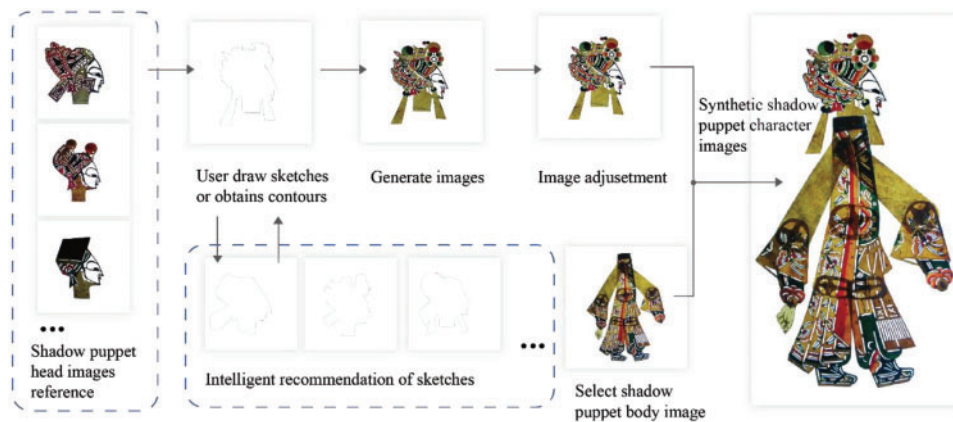 •••
Shadow puppet
head images
reference
User draw sketches
or obtains contours
Generate images
Image adjusetment
Synthetic shadow
puppet character
images
•••
Intelligent recommendation of sketches
Select shadow
puppet body image